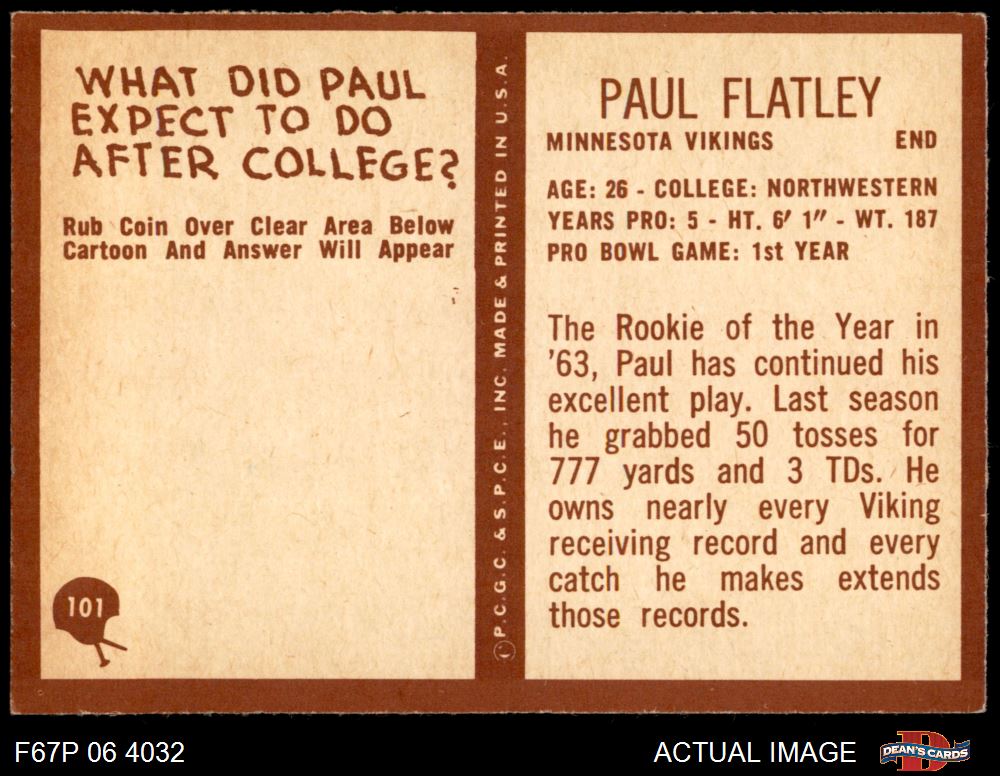 WHAT DID PAUL
EXPECT TO DO
AFTER COLLEGE?
Rub Coin Over Clear Area Below
Cartoon And Answer Will Appear
101
© P.C.G.C. & S.P.C.E., INC. MADE & PRINTED IN U.S.A.
PAUL FLATLEY
MINNESOTA VIKINGS END
AGE: 26 - COLLEGE: NORTHWESTERN
YEARS PRO: 5 - HT. 6′ 1″ - WT. 187
PRO BOWL GAME: 1st YEAR
The Rookie of the Year in
'63, Paul has continued his
excellent play. Last season
he grabbed 50 tosses for
777 yards and 3 TDs. He
owns nearly every Viking
receiving record and every
catch he makes extends
those records.
F67P 06 4032
ACTUAL IMAGE
D
DEAN'S CARDS